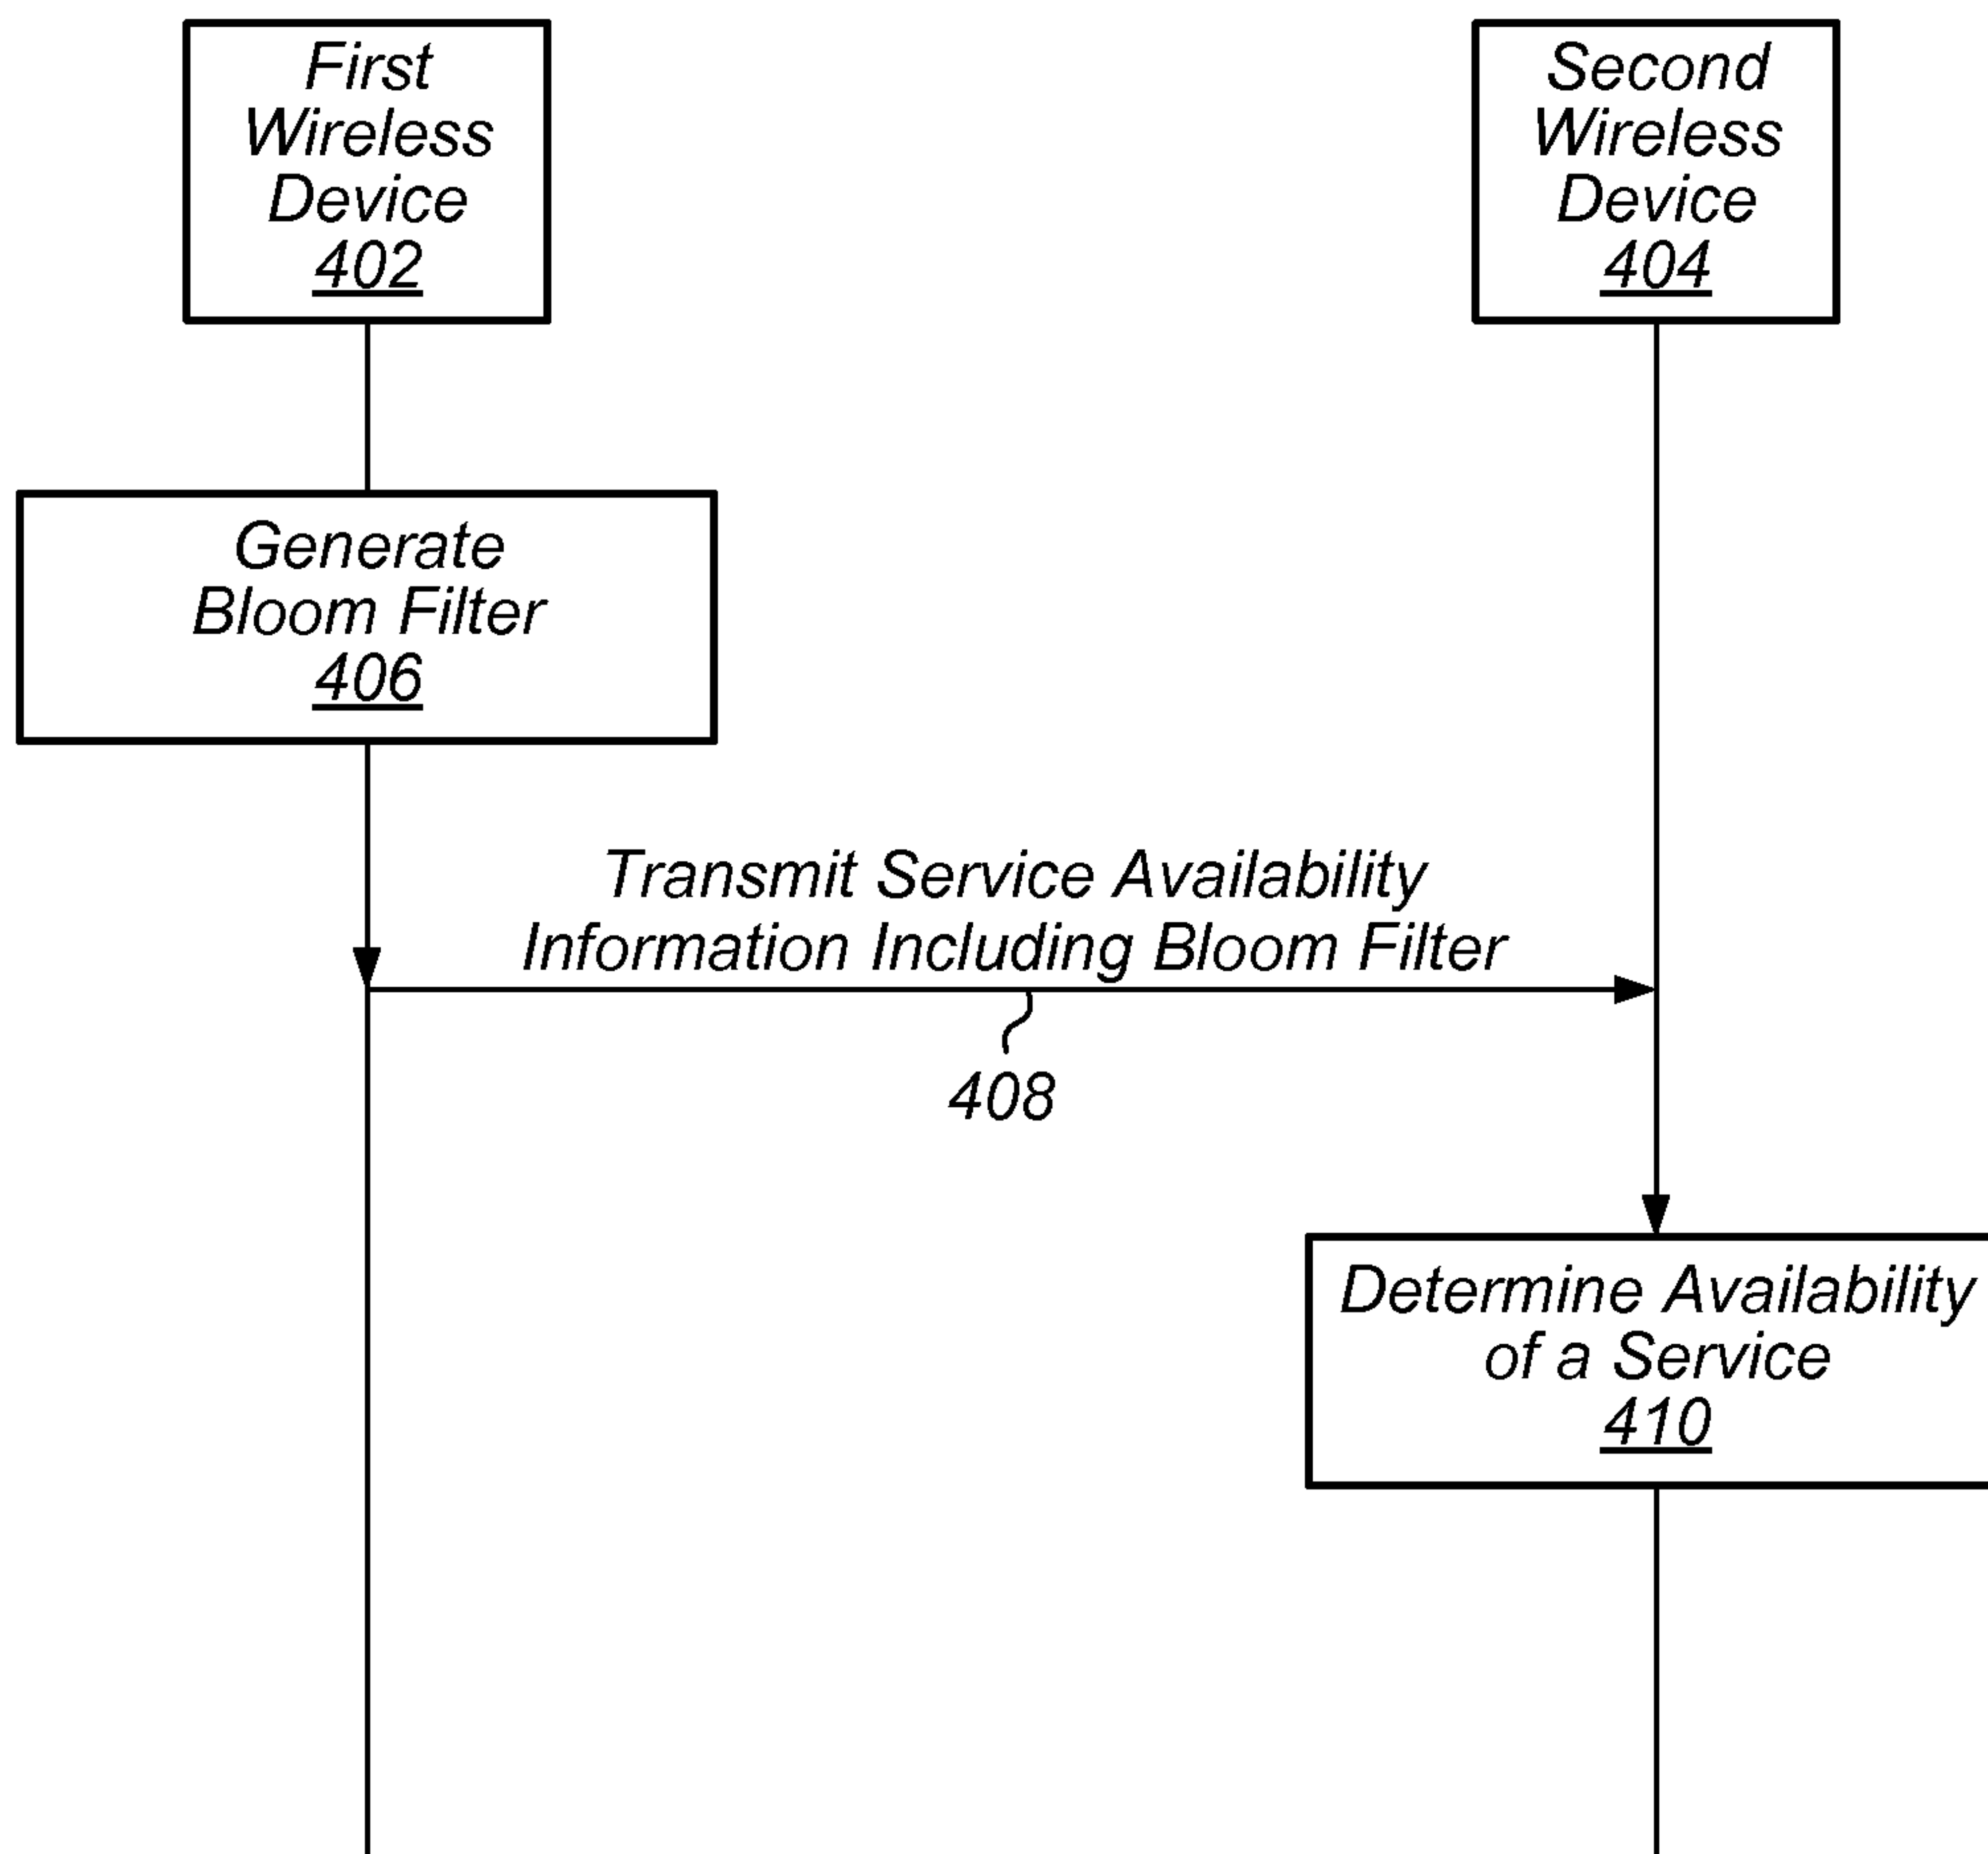 First
Wireless
Device
402
Second
Wireless
Device
404
Generate
Bloom Filter
406
Transmit Service Availability
Information Including Bloom Filter
408
Determine Availability
of a Service
410